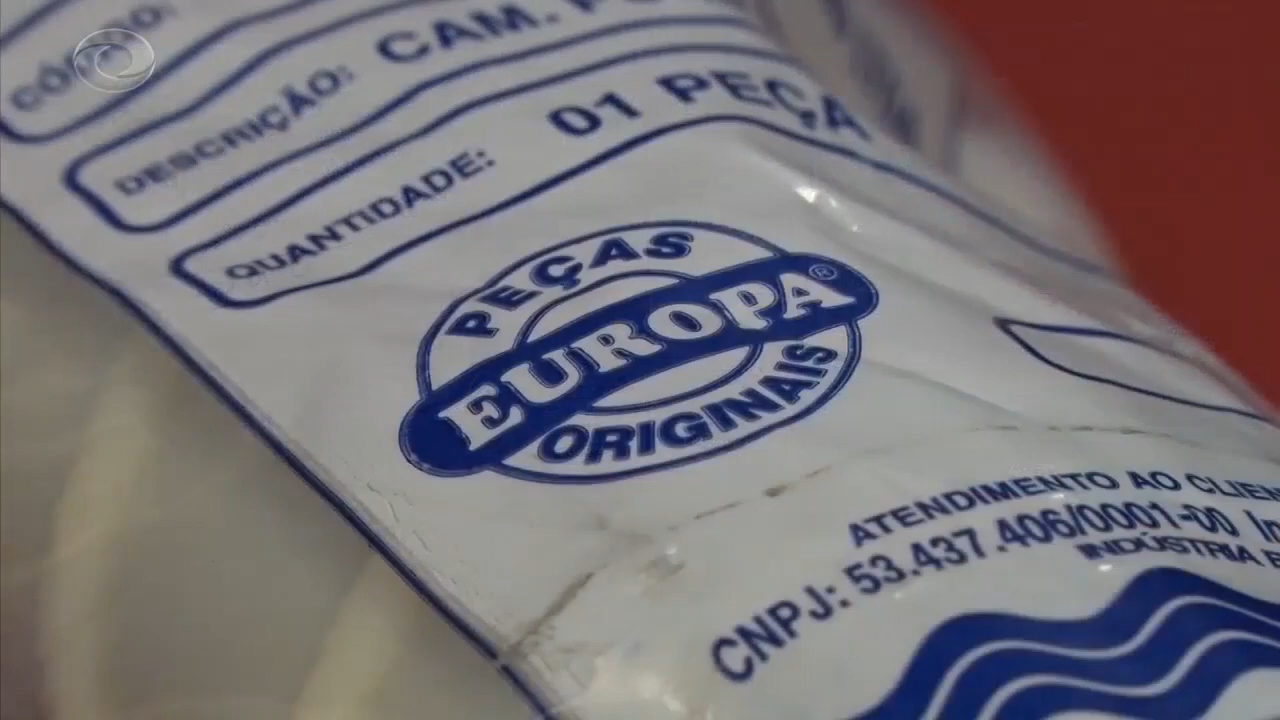 CÓDIGO:
DESCRIÇÃO: CAM.
QUANTIDADE: 01 PEÇA
PEÇAS
EUROPA®
ORIGINAIS
ATENDIMENTO AO
CNPJ: 53.437.406/0001-00
INDÚSTRIA